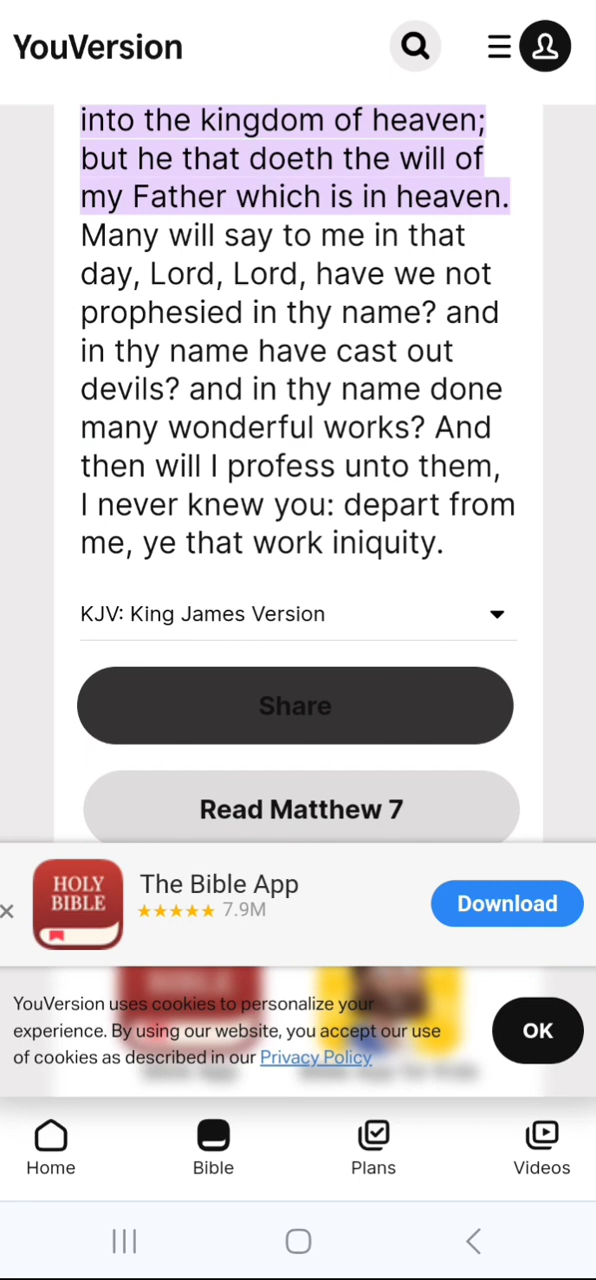 YouVersion
into the kingdom of heaven;
but he that doeth the will of
my Father which is in heaven.
Many will say to me in that
day, Lord, Lord, have we not
prophesied in thy name? and
in thy name have cast out
devils? and in thy name done
many wonderful works? And
then will I profess unto them,
I never knew you: depart from
me, ye that work iniquity.
KJV: King James Version
Share
Read Matthew 7
HOLY
BIBLE
The Bible App
7.9M
Download
YouVersion uses cookies to personalize your
experience. By using our website, you accept our use
of cookies as described in our Privacy Policy
OK
Home
Bible
Plans
Videos